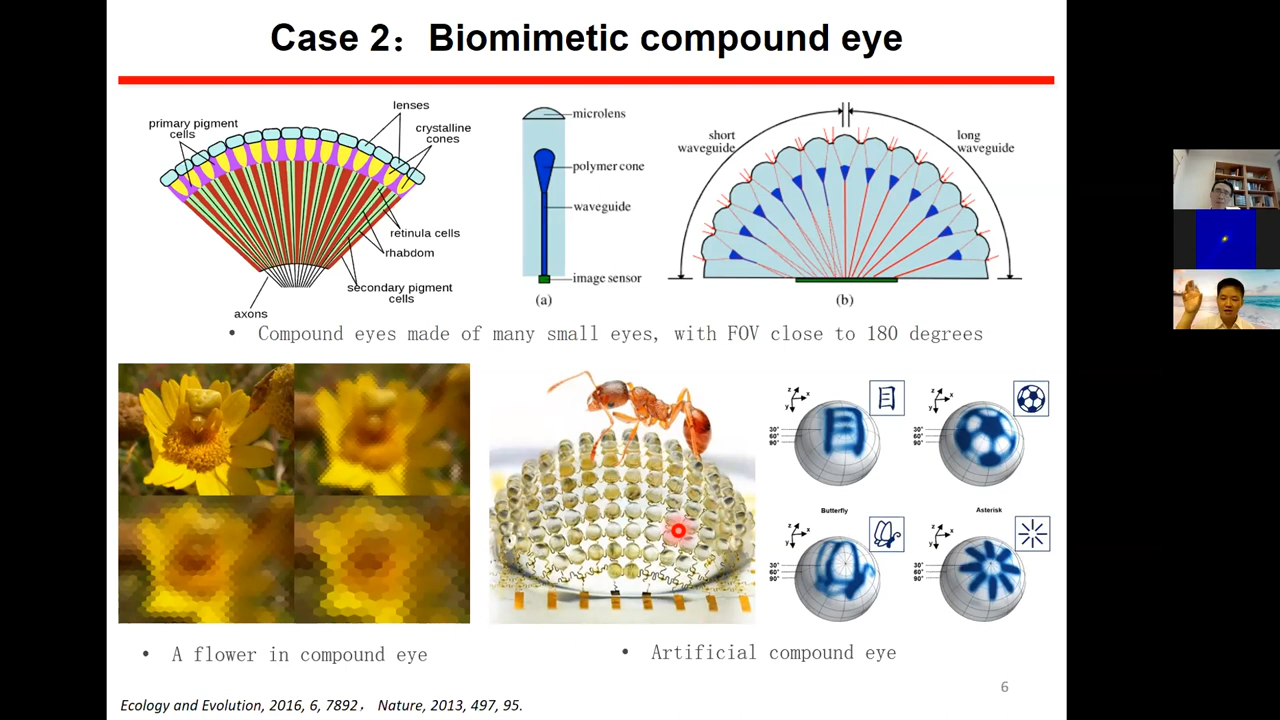 Case 2：Biomimetic compound eye
primary pigment
cells
lenses
crystalline
cones
retinula cells
rhabdom
secondary pigment
cells
axons
microlens
polymer cone
waveguide
image sensor
(a)
short
waveguide
long
waveguide
(b)
• Compound eyes made of many small eyes, with FOV close to 180 degrees
z
x
y
30°
60°
90°
目
目
z
x
y
30°
60°
90°
Butterfly
z
x
y
30°
60°
90°
Asterisk
z
x
y
30°
60°
90°
• A flower in compound eye
• Artificial compound eye
6
Ecology and Evolution, 2016, 6, 7892， Nature, 2013, 497, 95.